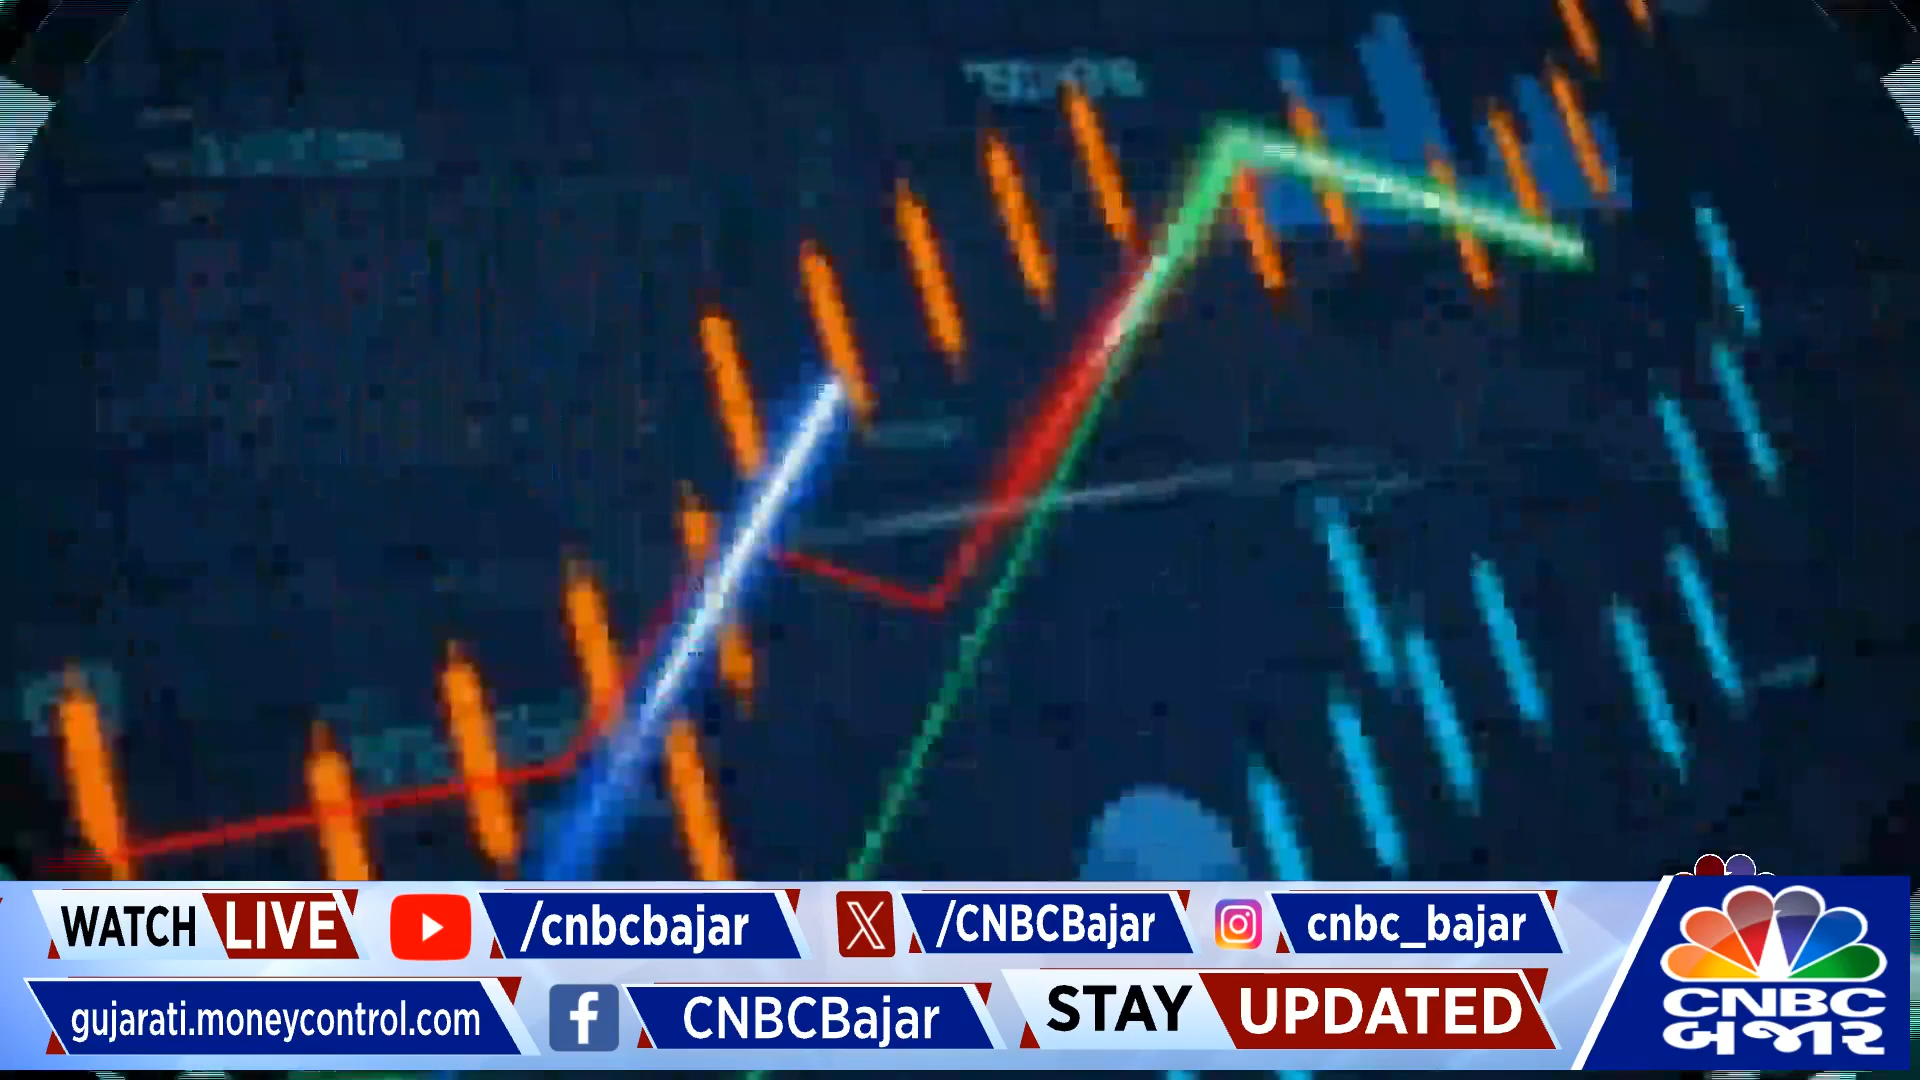 WATCH LIVE /cnbcbajar /CNBCBajar cnbc_bajar
gujarati.moneycontrol.com CNBCBajar STAY UPDATED
CNBC
બજાર